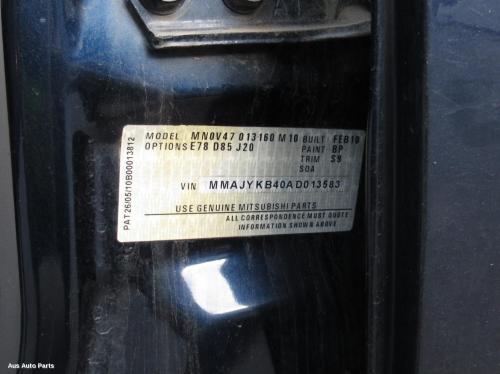 MODEL MN0V47 013160 M10 BUILT FEB10
OPTIONS E78 D85 J20 PAINT BP
TRIM S9
SOA
VIN MMAJYKB40AD013583
USE GENUINE MITSUBISHI PARTS
ALL CORRESPONDENCE MUST QUOTE
INFORMATION SHOWN ABOVE
PAT26/05/10B00013812
Aus Auto Parts